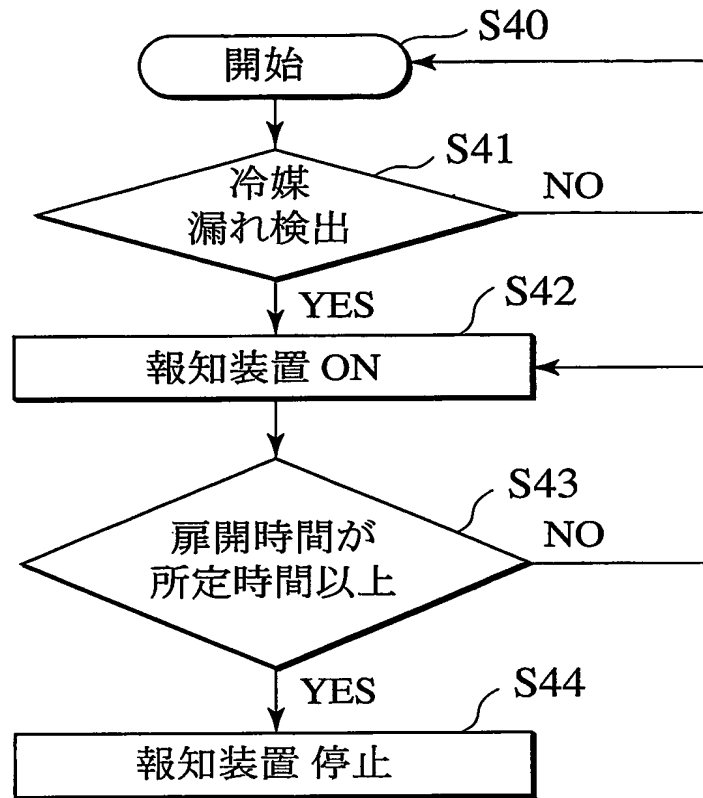 S40
開始
S41
冷媒
漏れ検出
NO
YES
S42
報知装置 ON
S43
扉開時間が
所定時間以上
NO
YES
S44
報知装置 停止